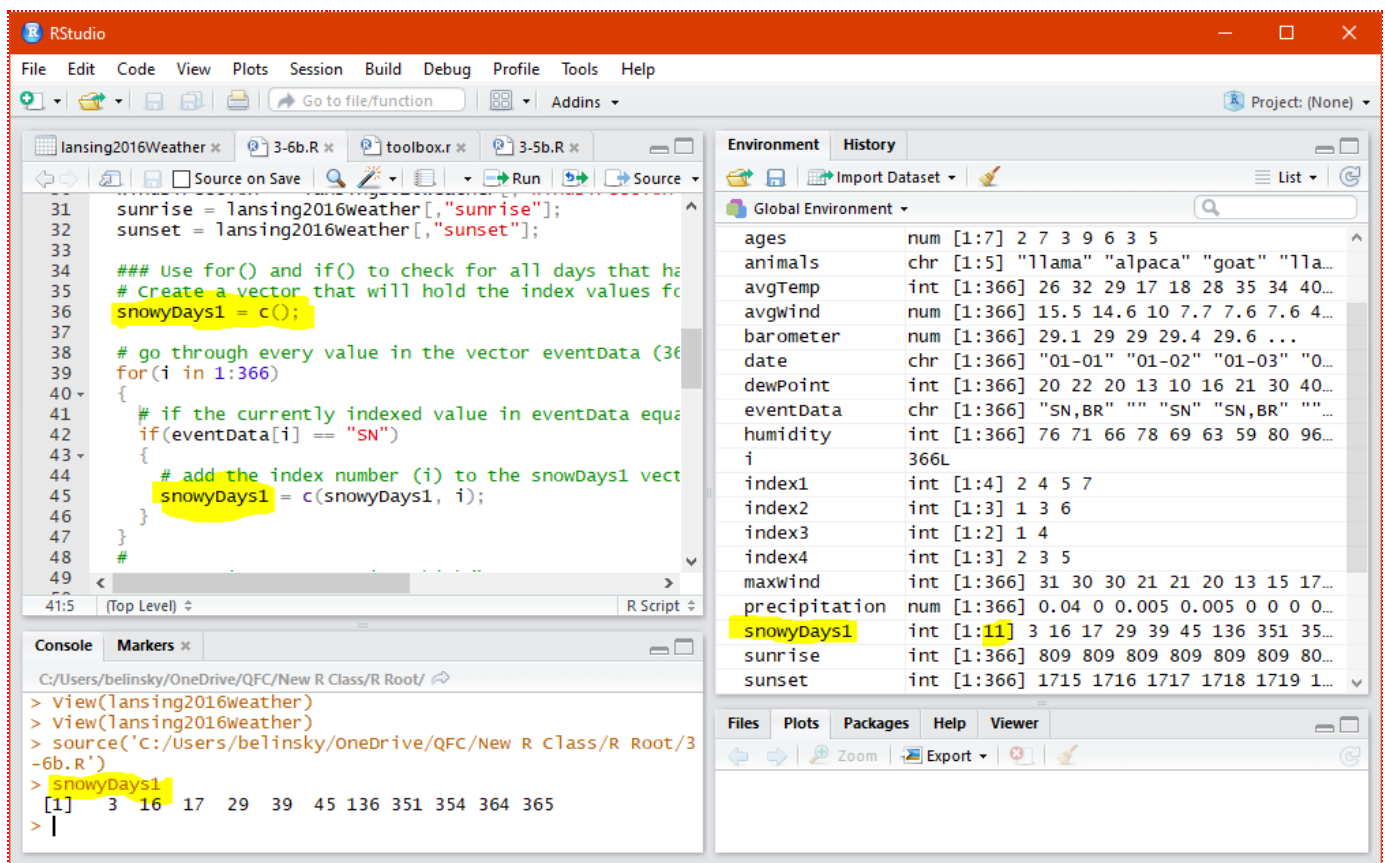 RStudio
File Edit Code View Plots Session Build Debug Profile Tools Help
Go to file/function Addins Project: (None)
lansing2016Weather 3-6b.R toolbox.r 3-5b.R
Source on Save Run Source
31 sunrise = lansing2016Weather[,"sunrise"];
32 sunset = lansing2016Weather[,"sunset"];
33
34 ### Use for() and if() to check for all days that ha
35 # Create a vector that will hold the index values fo
36 snowyDays1 = c();
37
38 # go through every value in the vector eventData (36
39 for(i in 1:366)
40 {
41 # if the currently indexed value in eventData equa
42 if(eventData[i] == "SN")
43 {
44 # add the index number (i) to the snowDays1 vect
45 snowyDays1 = c(snowyDays1, i);
46 }
47 }
48 #
49
41:5 (Top Level) R Script
Console Markers
C:/Users/belinsky/OneDrive/QFC/New R Class/R Root/
> View(lansing2016Weather)
> View(lansing2016Weather)
> source('C:/Users/belinsky/OneDrive/QFC/New R Class/R Root/3
-6b.R')
> snowyDays1
[1] 3 16 17 29 39 45 136 351 354 364 365
>
Environment History
Import Dataset List
Global Environment
ages num [1:7] 2 7 3 9 6 3 5
animals chr [1:5] "llama" "alpaca" "goat" "lla...
avgTemp int [1:366] 26 32 29 17 18 28 35 34 40...
avgWind num [1:366] 15.5 14.6 10 7.7 7.6 7.6 4...
barometer num [1:366] 29.1 29 29 29.4 29.6 ...
date chr [1:366] "01-01" "01-02" "01-03" "0...
dewPoint int [1:366] 20 22 20 13 10 16 21 30 40...
eventData chr [1:366] "SN,BR" "" "SN" "SN,BR" ""...
humidity int [1:366] 76 71 66 78 69 63 59 80 96...
i 366L
index1 int [1:4] 2 4 5 7
index2 int [1:3] 1 3 6
index3 int [1:2] 1 4
index4 int [1:3] 2 3 5
maxWind int [1:366] 31 30 30 21 21 20 13 15 17...
precipitation num [1:366] 0.04 0 0.005 0.005 0 0 0 0...
snowyDays1 int [1:11] 3 16 17 29 39 45 136 351 35...
sunrise int [1:366] 809 809 809 809 809 809 80...
sunset int [1:366] 1715 1716 1717 1718 1719 1...
Files Plots Packages Help Viewer
Zoom Export